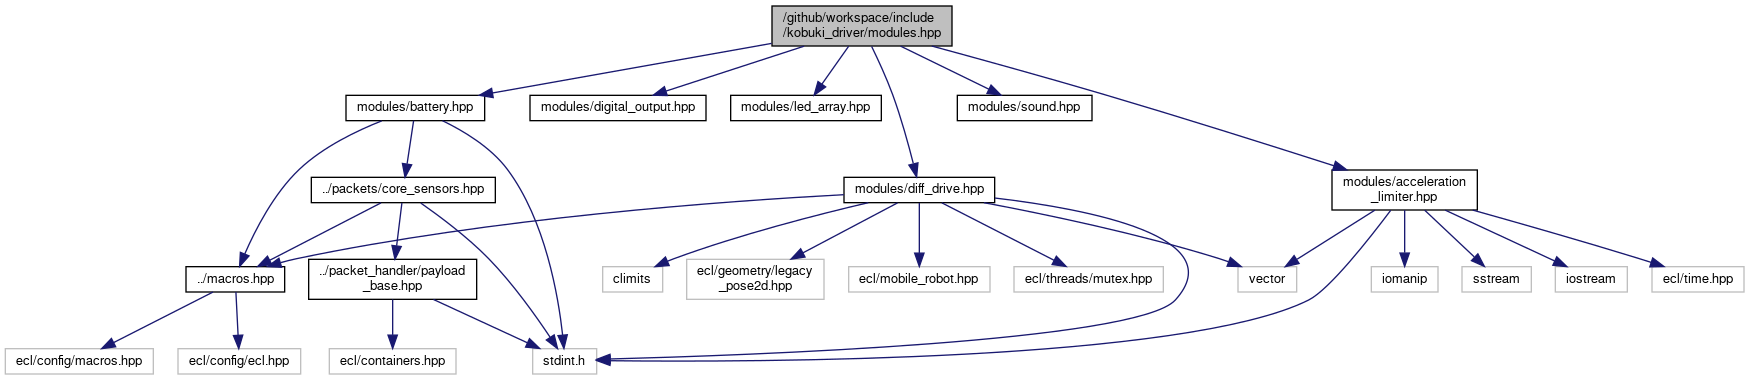 /github/workspace/include
/kobuki_driver/modules.hpp
modules/battery.hpp
modules/digital_output.hpp
modules/led_array.hpp
modules/sound.hpp
../packets/core_sensors.hpp
modules/diff_drive.hpp
modules/acceleration
_limiter.hpp
../macros.hpp
../packet_handler/payload
_base.hpp
climits
ecl/geometry/legacy
_pose2d.hpp
ecl/mobile_robot.hpp
ecl/threads/mutex.hpp
vector
iomanip
sstream
iostream
ecl/time.hpp
ecl/config/macros.hpp
ecl/config/ecl.hpp
ecl/containers.hpp
stdint.h